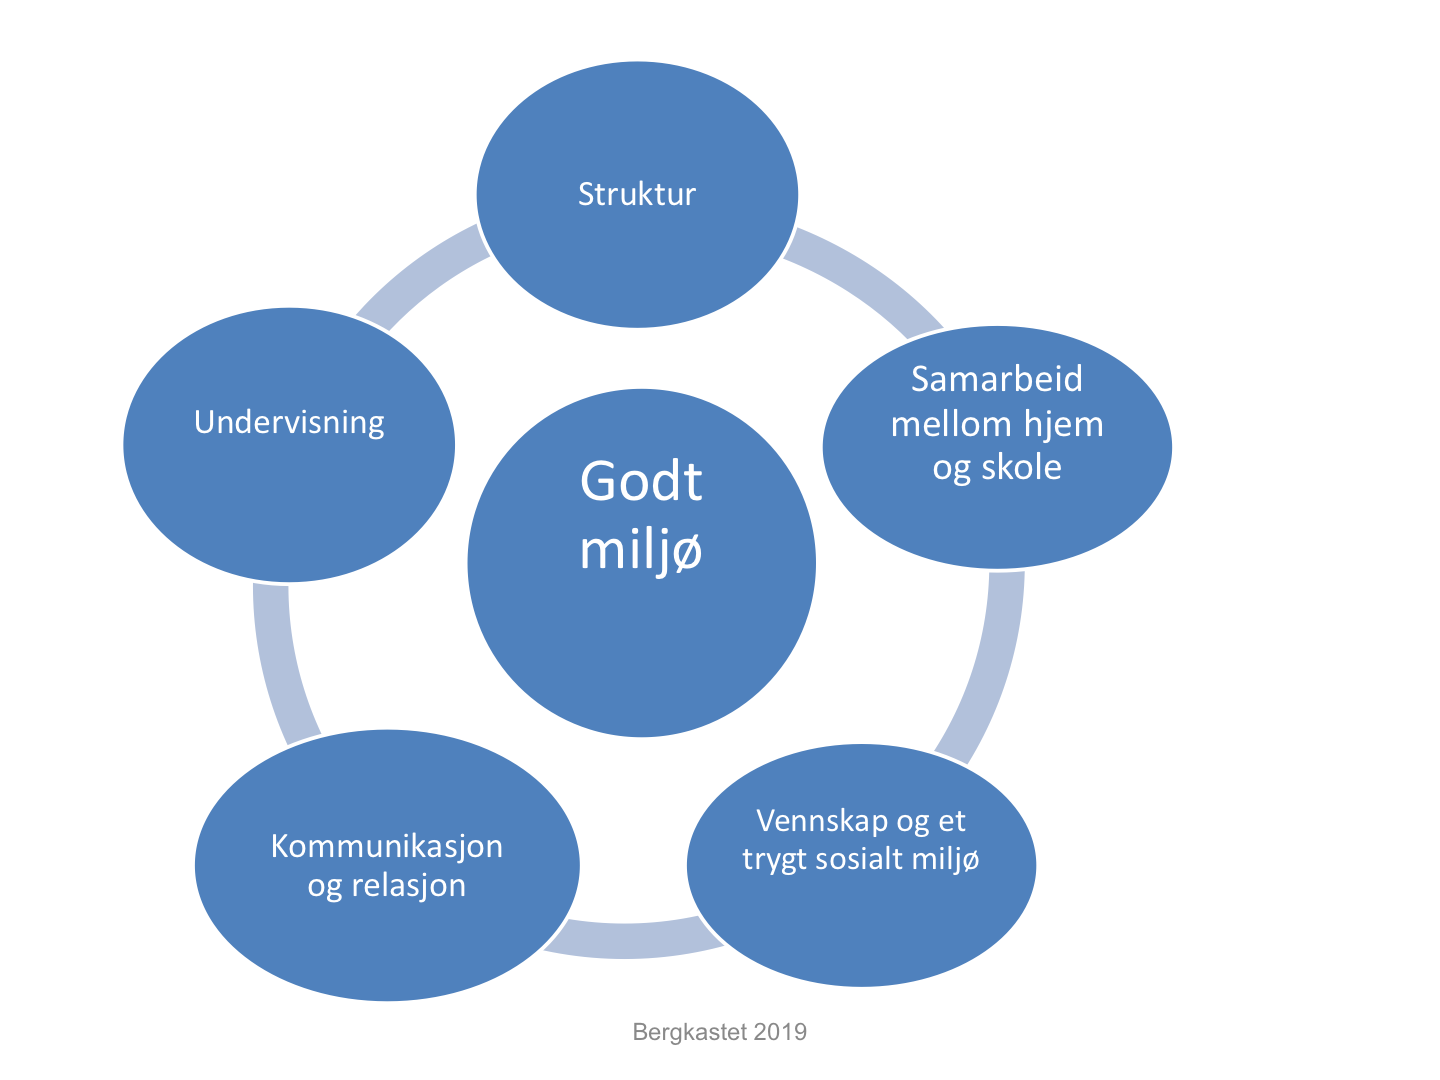 Struktur
Samarbeid
mellom hjem
og skole
Undervisning
Godt
miljø
Vennskap og et
trygt sosialt miljø
Kommunikasjon
og relasjon
Bergkastet 2019